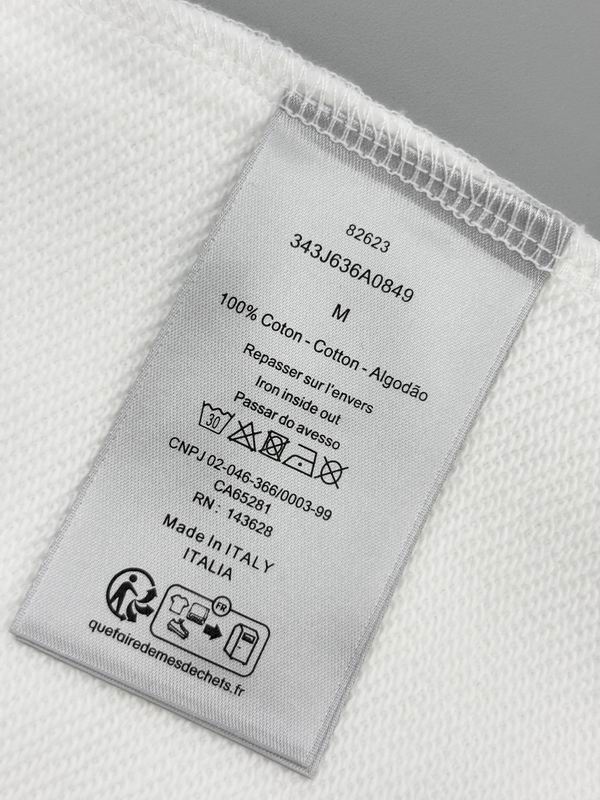 82623
343J636A0849
M
100% Coton - Cotton - Algodão
Repasser sur l'envers
Iron inside out
Passar do avesso
30
CNPJ 02-046-366/0003-99
CA65281
RN : 143628
Made In ITALY
ITALIA
FR
quefairedemesdechets.fr